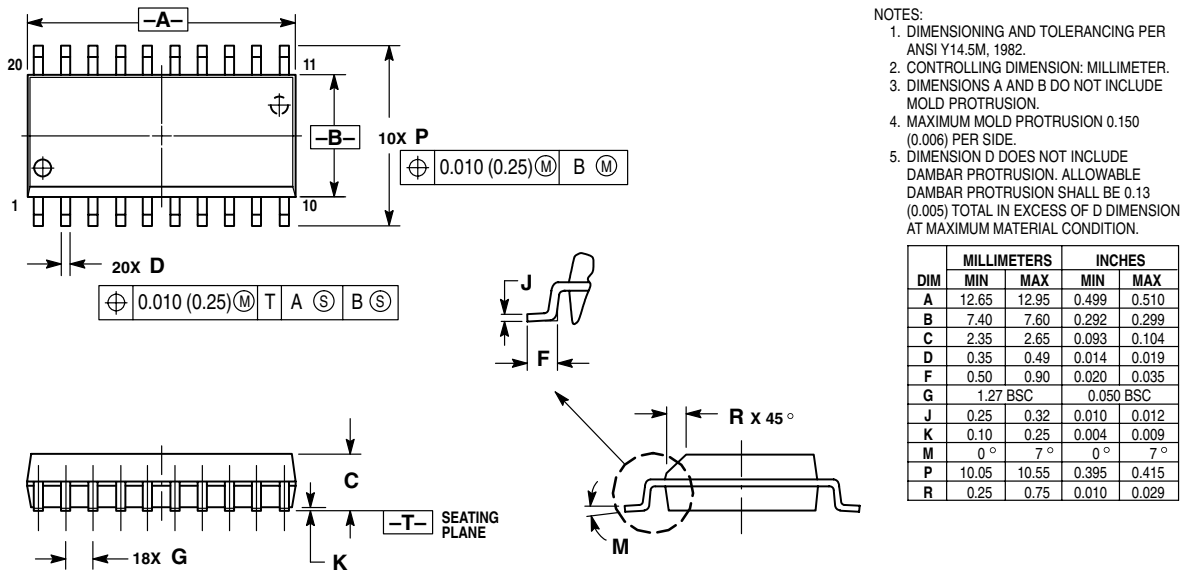 –A–
20
11
–B–
10X P
⌖ 0.010 (0.25) Ⓜ B Ⓜ
1
10
20X D
⌖ 0.010 (0.25) Ⓜ T A Ⓢ B Ⓢ
J
F
C
–T– SEATING
PLANE
18X G
K
R X 45°
M
NOTES:
1. DIMENSIONING AND TOLERANCING PER
ANSI Y14.5M, 1982.
2. CONTROLLING DIMENSION: MILLIMETER.
3. DIMENSIONS A AND B DO NOT INCLUDE
MOLD PROTRUSION.
4. MAXIMUM MOLD PROTRUSION 0.150
(0.006) PER SIDE.
5. DIMENSION D DOES NOT INCLUDE
DAMBAR PROTRUSION. ALLOWABLE
DAMBAR PROTRUSION SHALL BE 0.13
(0.005) TOTAL IN EXCESS OF D DIMENSION
AT MAXIMUM MATERIAL CONDITION.
MILLIMETERS INCHES
DIM MIN MAX MIN MAX
A 12.65 12.95 0.499 0.510
B 7.40 7.60 0.292 0.299
C 2.35 2.65 0.093 0.104
D 0.35 0.49 0.014 0.019
F 0.50 0.90 0.020 0.035
G 1.27 BSC 0.050 BSC
J 0.25 0.32 0.010 0.012
K 0.10 0.25 0.004 0.009
M 0° 7° 0° 7°
P 10.05 10.55 0.395 0.415
R 0.25 0.75 0.010 0.029